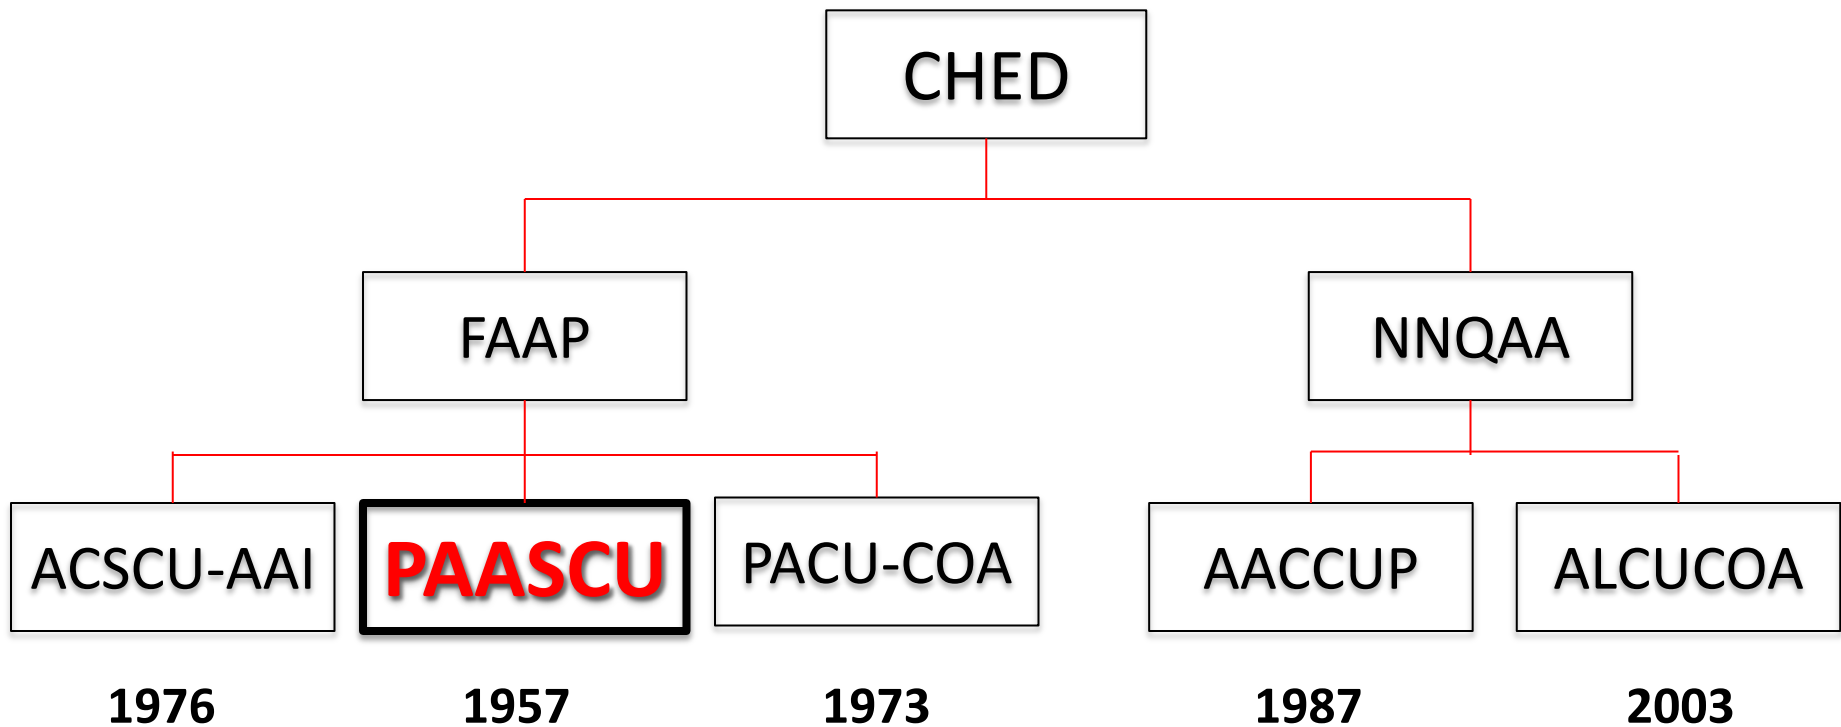 CHED
FAAP
NNQAA
ACSCU-AAI
PAASCU
PACU-COA
AACCUP
ALCUCOA
1976
1957
1973
1987
2003